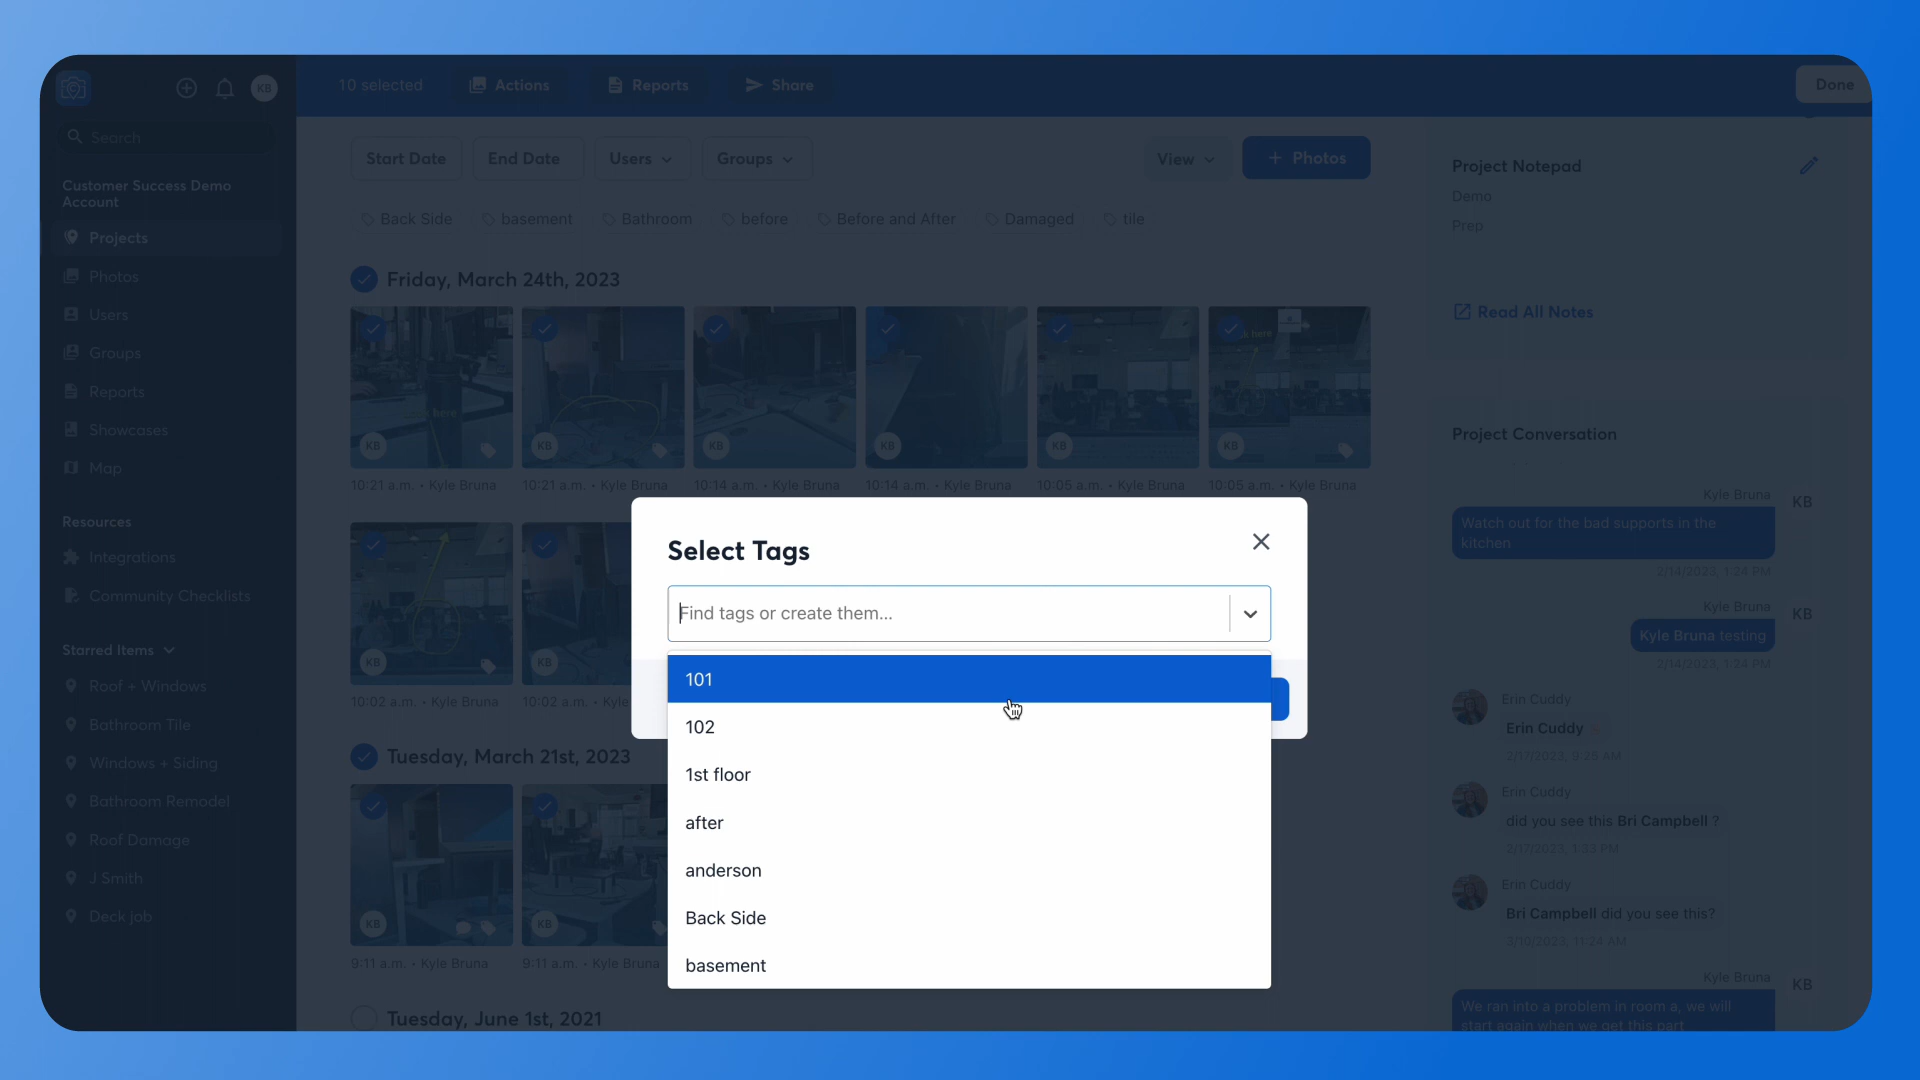 KB
10 selected
Actions
Reports
Share
Done
Search
Customer Success Demo
Account
Projects
Photos
Users
Groups
Reports
Showcases
Map
Resources
Integrations
Community Checklists
Starred Items
Roof + Windows
Bathroom Tile
Windows + Siding
Bathroom Remodel
Roof Damage
J Smith
Deck Job
Start Date
End Date
Users
Groups
View
+ Photos
Back Side
basement
Bathroom
before
Before and After
Damaged
tile
Friday, March 24th, 2023
here
KB
KB
KB
KB
KB
here
KB
10:21 a.m. • Kyle Bruna
10:21 a.m. • Kyle Bruna
10:14 a.m. • Kyle Bruna
10:14 a.m. • Kyle Bruna
10:05 a.m. • Kyle Bruna
10:05 a.m. • Kyle Bruna
KB
KB
10:02 a.m. • Kyle Bruna
10:02 a.m. • Kyle Bruna
Tuesday, March 21st, 2023
KB
KB
9:11 a.m. • Kyle Bruna
9:11 a.m. • Kyle Bruna
Tuesday, June 1st, 2021
Select Tags
Find tags or create them...
101
102
1st floor
after
anderson
Back Side
basement
Project Notepad
Demo
Prep
Read All Notes
Project Conversation
Kyle Bruna
KB
Watch out for the bad supports in the
kitchen
2/14/2023, 1:24 PM
Kyle Bruna
KB
Kyle Bruna testing
2/14/2023, 1:24 PM
Erin Cuddy
Erin Cuddy
2/17/2023, 9:25 AM
Erin Cuddy
did you see this Bri Campbell ?
2/17/2023, 1:33 PM
Erin Cuddy
Bri Campbell did you see this?
3/10/2023, 11:24 AM
Kyle Bruna
KB
We ran into a problem in room a, we will
start again when we get this part